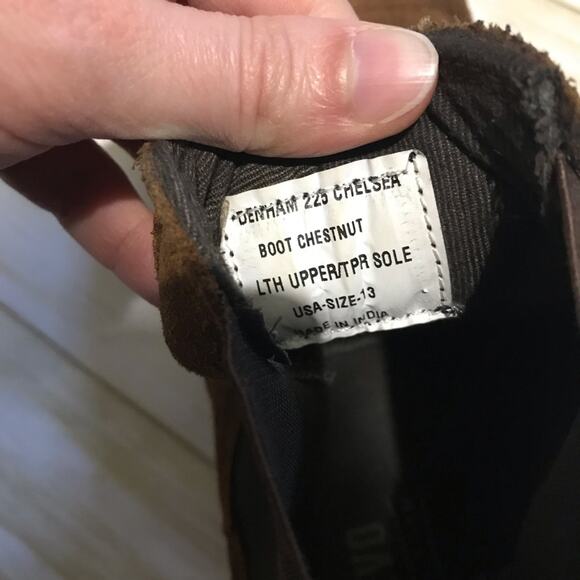 DENHAM 225 CHELSEA
BOOT CHESTNUT
LTH UPPER/TPR SOLE
USA-SIZE-13
MADE IN INDIA